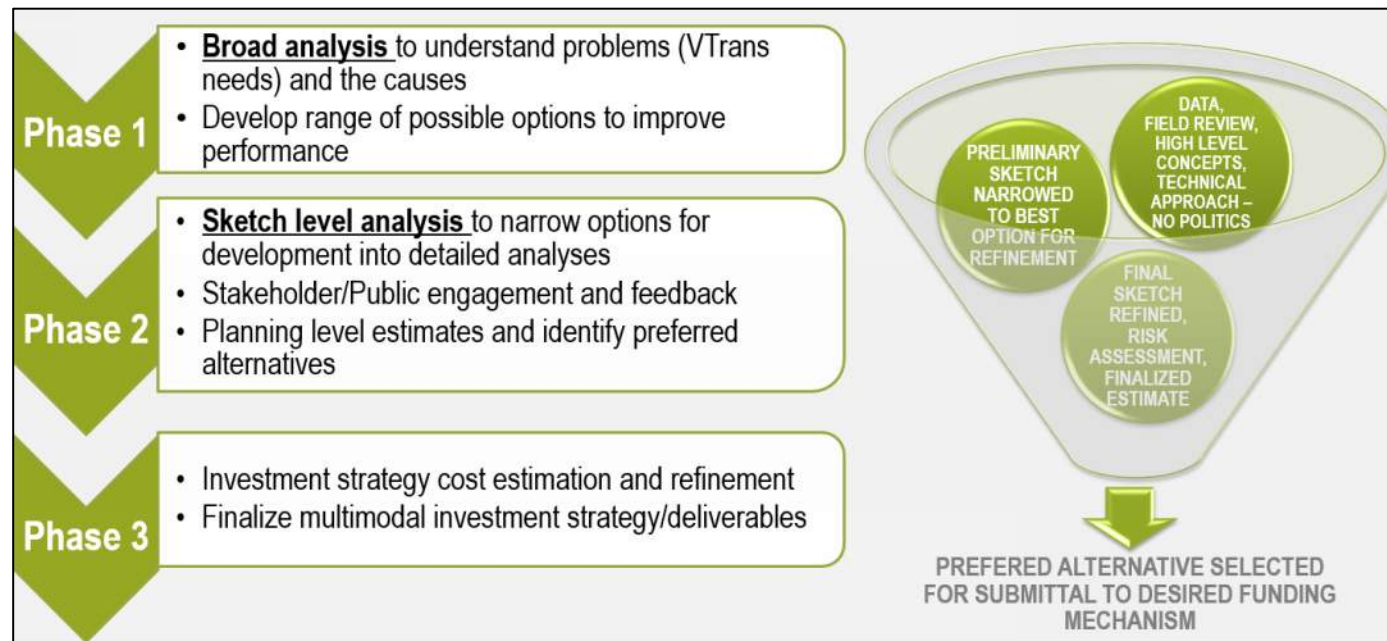 Phase 1
• Broad analysis to understand problems (VTrans
needs) and the causes
• Develop range of possible options to improve
performance
Phase 2
• Sketch level analysis to narrow options for
development into detailed analyses
• Stakeholder/Public engagement and feedback
• Planning level estimates and identify preferred
alternatives
Phase 3
• Investment strategy cost estimation and refinement
• Finalize multimodal investment strategy/deliverables
DATA,
FIELD REVIEW,
HIGH LEVEL
CONCEPTS,
TECHNICAL
APPROACH –
NO POLITICS
PRELIMINARY
SKETCH
NARROWED
TO BEST
OPTION FOR
REFINEMENT
FINAL
SKETCH
REFINED,
RISK
ASSESSMENT,
FINALIZED
ESTIMATE
PREFERED ALTERNATIVE SELECTED
FOR SUBMITTAL TO DESIRED FUNDING
MECHANISM